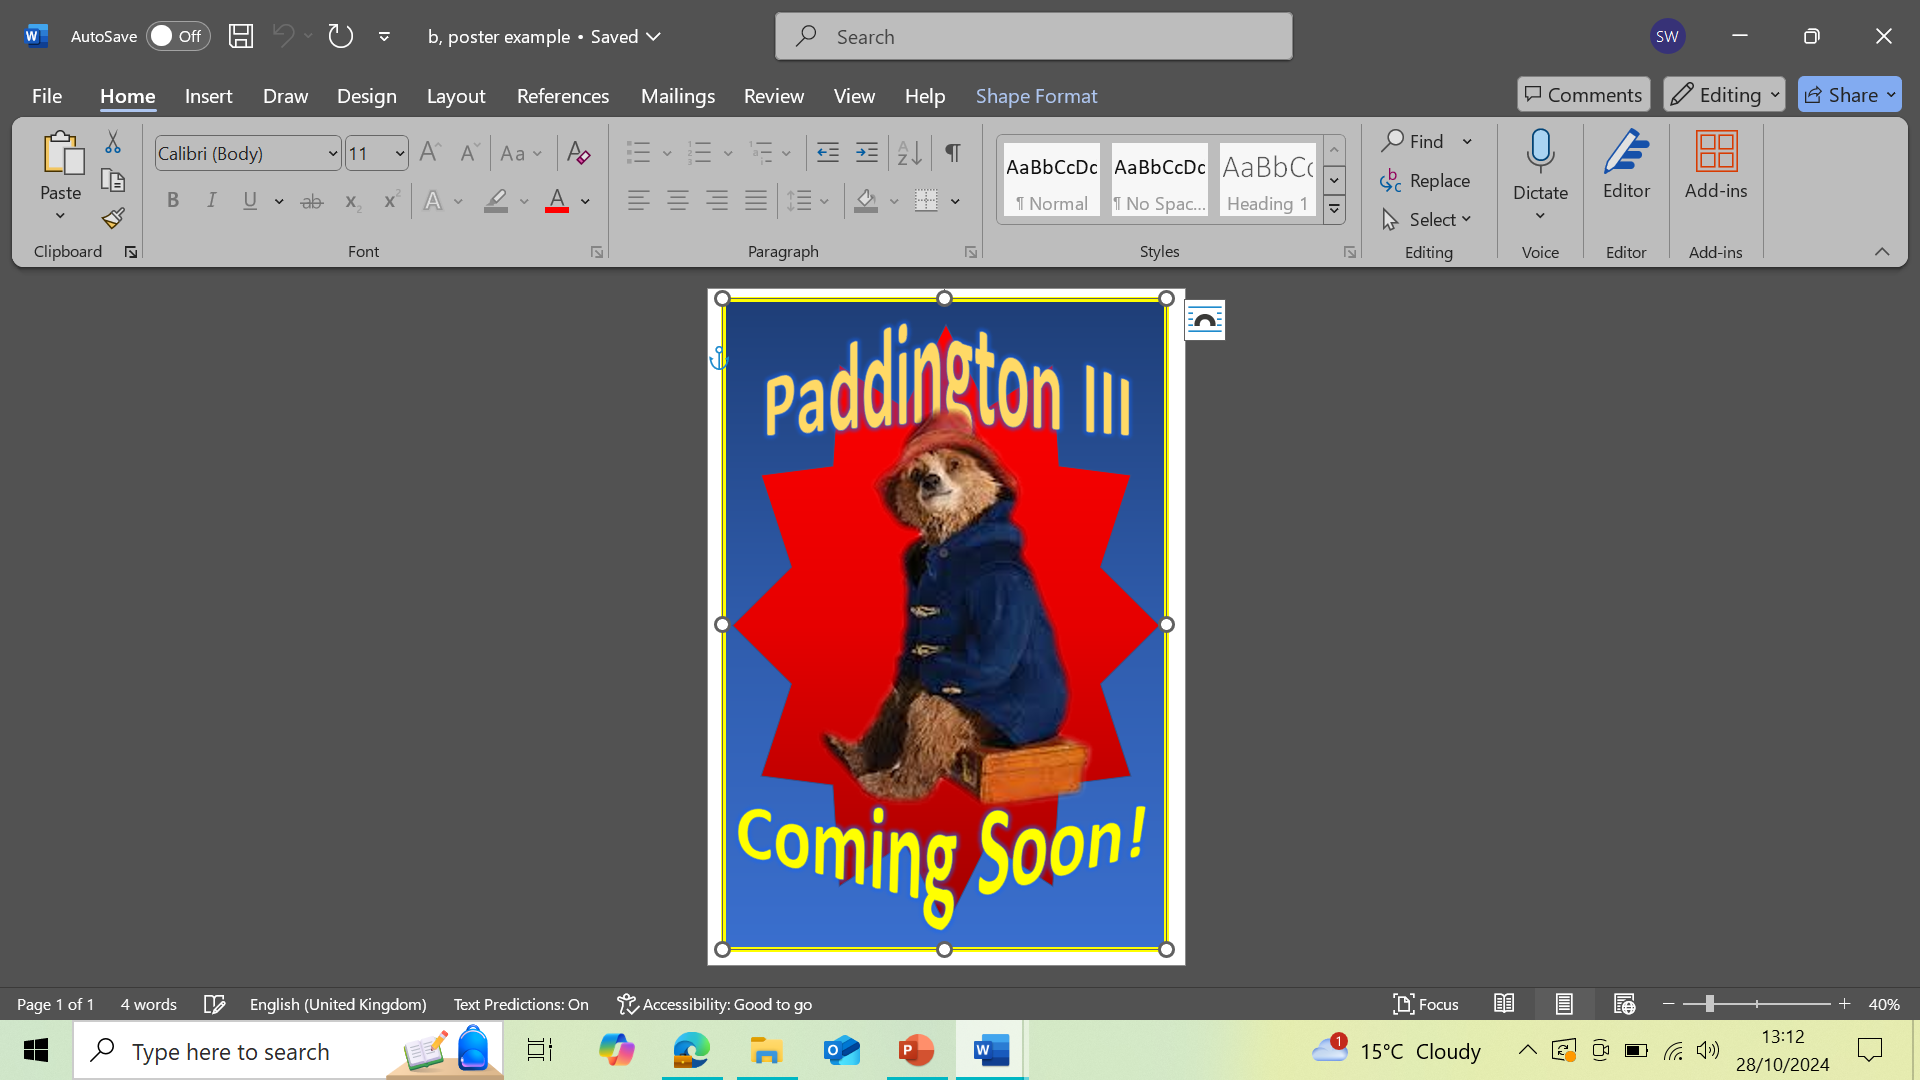 AutoSave Off b, poster example • Saved Search SW
File Home Insert Draw Design Layout References Mailings Review View Help Shape Format Comments Editing Share
Paste
Clipboard
Calibri (Body) 11
Font
Paragraph
AaBbCcDc AaBbCcDc AaBbCc
¶ Normal ¶ No Spac... Heading 1
Styles
Find
Replace
Select
Editing
Dictate
Voice
Editor
Editor
Add-ins
Add-ins
Paddington III
Coming Soon!
Page 1 of 1 4 words English (United Kingdom) Text Predictions: On Accessibility: Good to go Focus 40%
Type here to search 1 15°C Cloudy 13:12
28/10/2024